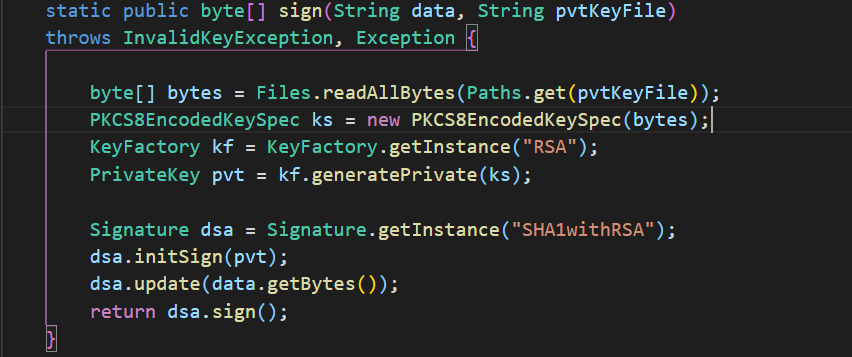 static public byte[] sign(String data, String pvtKeyFile)
throws InvalidKeyException, Exception {
byte[] bytes = Files.readAllBytes(Paths.get(pvtKeyFile));
PKCS8EncodedKeySpec ks = new PKCS8EncodedKeySpec(bytes);
KeyFactory kf = KeyFactory.getInstance("RSA");
PrivateKey pvt = kf.generatePrivate(ks);
Signature dsa = Signature.getInstance("SHA1withRSA");
dsa.initSign(pvt);
dsa.update(data.getBytes());
return dsa.sign();
}